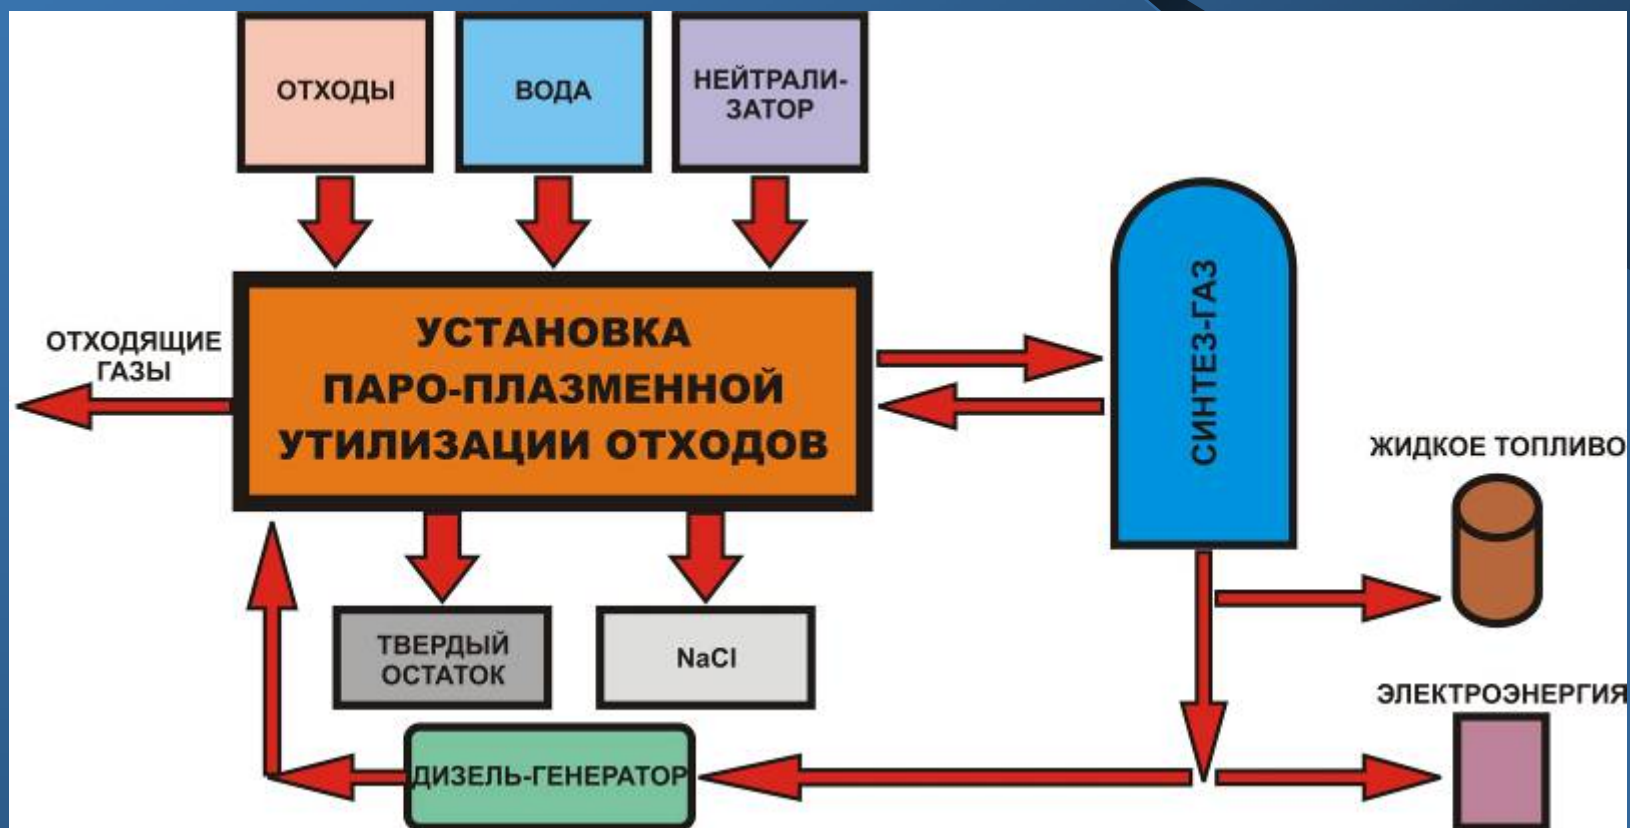 ОТХОДЫ
ВОДА
НЕЙТРАЛИ-
ЗАТОР
ОТХОДЯЩИЕ
ГАЗЫ
УСТАНОВКА
ПАРО-ПЛАЗМЕННОЙ
УТИЛИЗАЦИИ ОТХОДОВ
СИНТЕЗ-ГАЗ
ЖИДКОЕ ТОПЛИВО
ТВЕРДЫЙ
ОСТАТОК
NaCl
ЭЛЕКТРОЭНЕРГИЯ
ДИЗЕЛЬ-ГЕНЕРАТОР